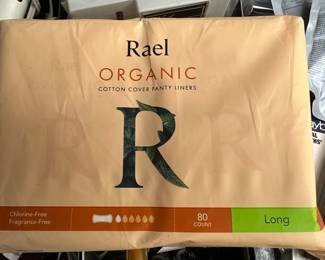 Rael
ORGANIC
COTTON COVER PANTY LINERS
R
Chlorine-Free
Fragrance-Free
80
COUNT
Long